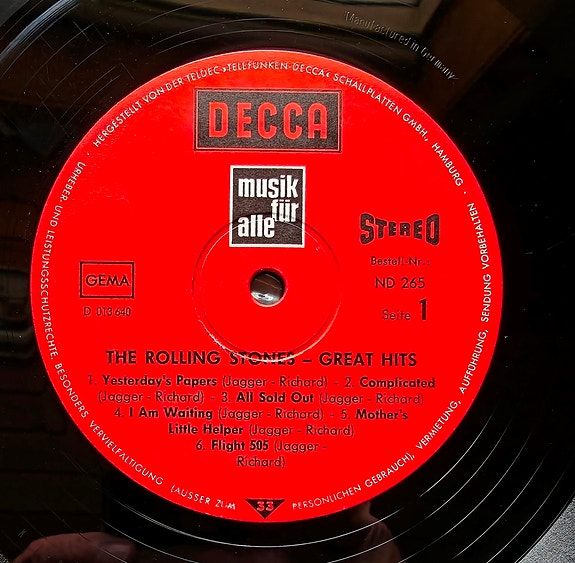 Manufactured in Germany
· HERGESTELLT VON DER TELDEC »TELEFUNKEN-DECCA« SCHALLPLATTEN GMBH., HAMBURG ·
URHEBER- UND LEISTUNGSSCHUTZRECHTE, BESONDERS VERVIELFÄLTIGUNG (AUSSER ZUM PERSÖNLICHEN GEBRAUCH), VERMIETUNG, AUFFÜHRUNG, SENDUNG VORBEHALTEN
DECCA
musik
für
alle
STEREO
Bestell-Nr.:
ND 265
Seite 1
GEMA
D 013 640
THE ROLLING STONES – GREAT HITS
1. Yesterday's Papers (Jagger - Richard) - 2. Complicated
(Jagger - Richard) - 3. All Sold Out (Jagger - Richard)
4. I Am Waiting (Jagger - Richard) - 5. Mother's
Little Helper (Jagger - Richard)
6. Flight 505 (Jagger -
Richard)
33